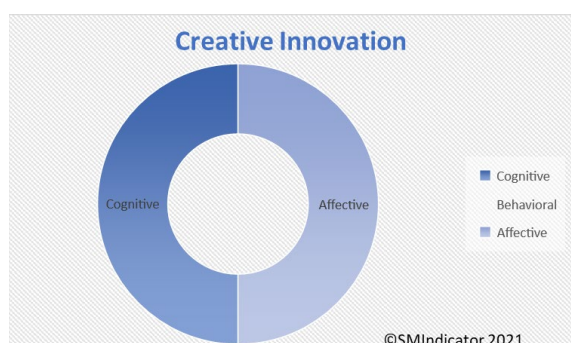 Creative Innovation
Cognitive
Affective
Cognitive
Behavioral
Affective
©SMIndicator 2021